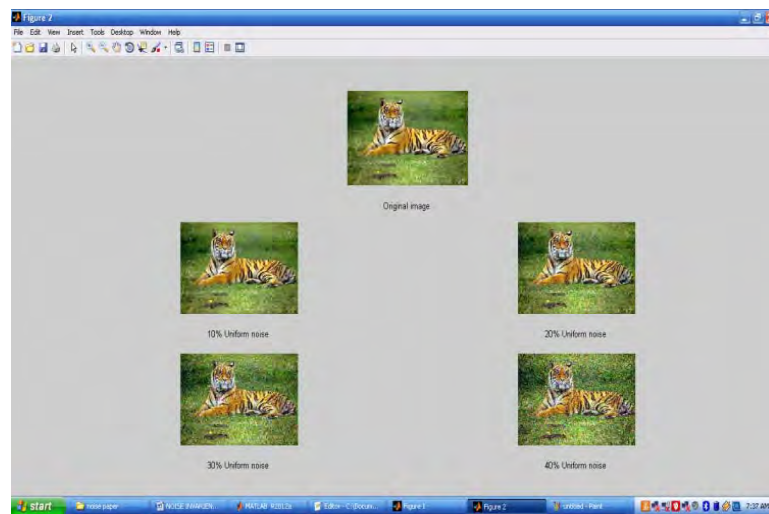 Figure 2
File Edit View Insert Tools Desktop Window Help
Original image
10% Uniform noise
20% Uniform noise
30% Uniform noise
40% Uniform noise
start noise paper MATLAB R2012a Editor - C:\Docum... Figure 1 Figure 2 untitled - Paint 7:37 AM